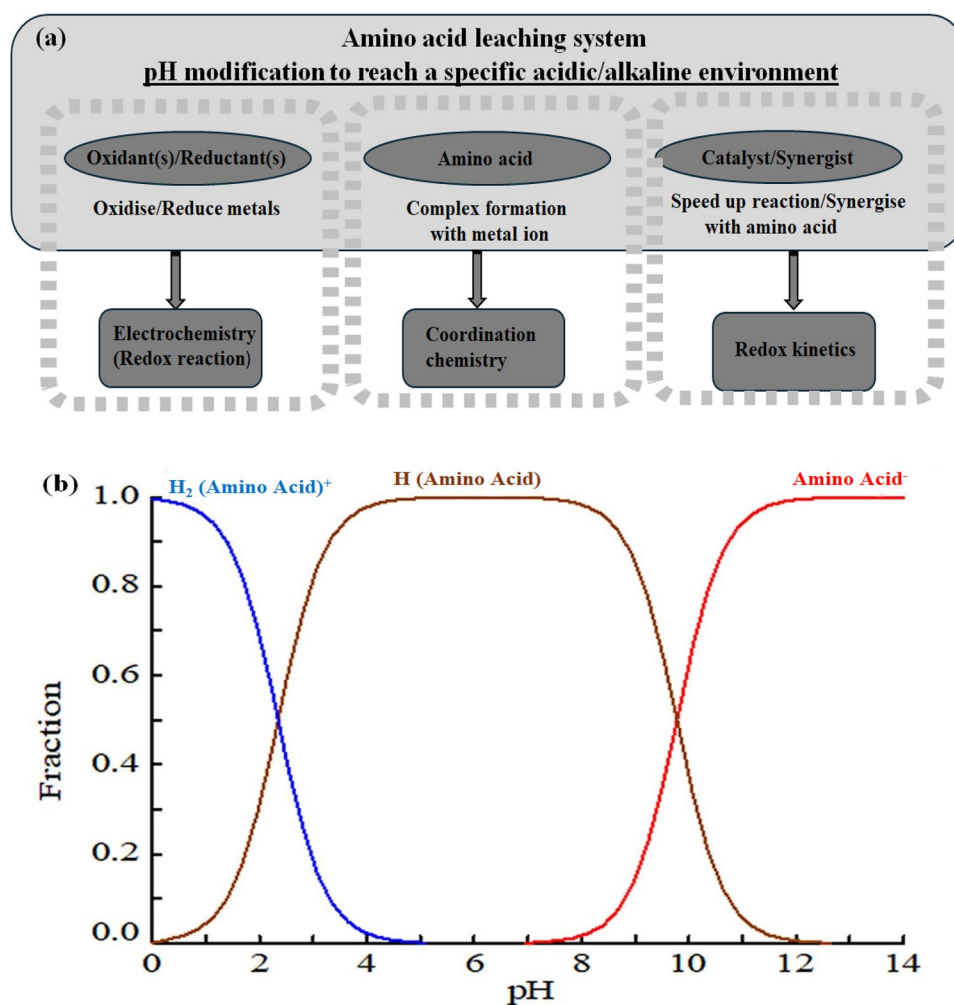 (a)
Amino acid leaching system
pH modification to reach a specific acidic/alkaline environment
Oxidant(s)/Reductant(s)
Oxidise/Reduce metals
Electrochemistry
(Redox reaction)
Amino acid
Complex formation
with metal ion
Coordination
chemistry
Catalyst/Synergist
Speed up reaction/Synergise
with amino acid
Redox kinetics
(b)
H₂ (Amino Acid)⁺
H (Amino Acid)
Amino Acid⁻
1.0
0.8
0.6
0.4
0.2
0.0
Fraction
0 2 4 6 8 10 12 14
pH